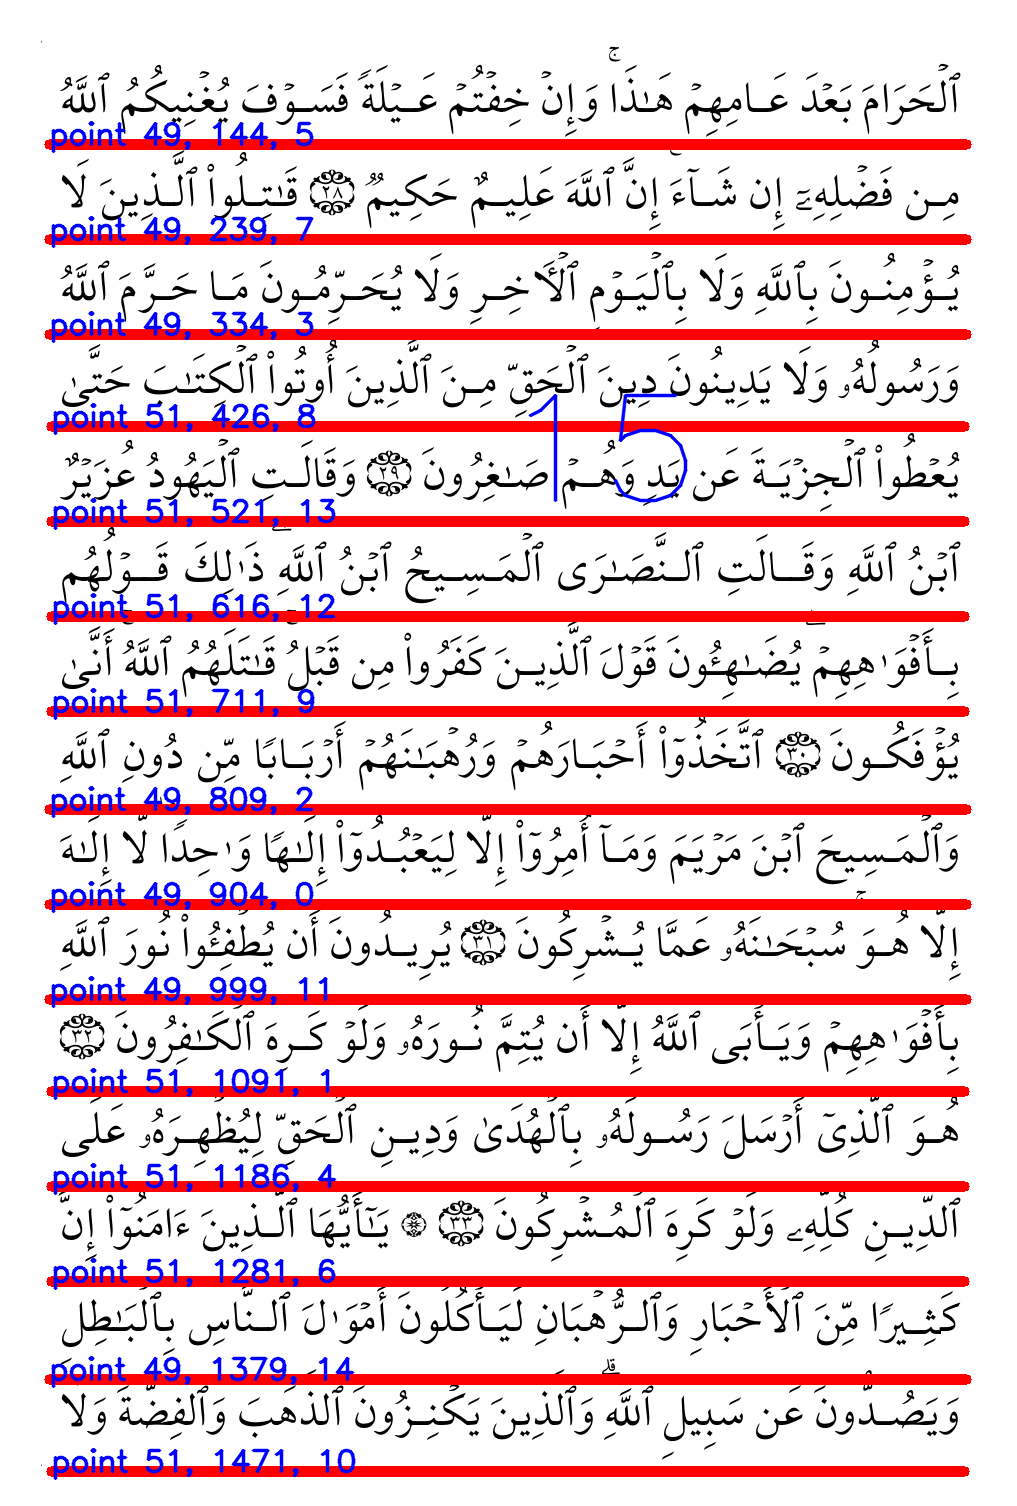 ٱلۡحَرَامَ بَعۡدَ عَامِهِمۡ هَٰذَاۚ وَإِنۡ خِفۡتُمۡ عَيۡلَةٗ فَسَوۡفَ يُغۡنِيكُمُ ٱللَّهُ
point 49, 144, 5
مِن فَضۡلِهِۦٓ إِن شَآءَۚ إِنَّ ٱللَّهَ عَلِيمٌ حَكِيمٞ ٢٨ قَٰتِلُواْ ٱلَّذِينَ لَا
point 49, 239, 7
يُؤۡمِنُونَ بِٱللَّهِ وَلَا بِٱلۡيَوۡمِ ٱلۡأٓخِرِ وَلَا يُحَرِّمُونَ مَا حَرَّمَ ٱللَّهُ
point 49, 334, 3
وَرَسُولُهُۥ وَلَا يَدِينُونَ دِينَ ٱلۡحَقِّ مِنَ ٱلَّذِينَ أُوتُواْ ٱلۡكِتَٰبَ حَتَّىٰ
point 51, 426, 8
15
يُعۡطُواْ ٱلۡجِزۡيَةَ عَن يَدٖ وَهُمۡ صَٰغِرُونَ ٢٩ وَقَالَتِ ٱلۡيَهُودُ عُزَيۡرٌ
point 51, 521, 13
ٱبۡنُ ٱللَّهِ وَقَالَتِ ٱلنَّصَٰرَى ٱلۡمَسِيحُ ٱبۡنُ ٱللَّهِۖ ذَٰلِكَ قَوۡلُهُم
point 51, 616, 12
بِأَفۡوَٰهِهِمۡۖ يُضَٰهِـُٔونَ قَوۡلَ ٱلَّذِينَ كَفَرُواْ مِن قَبۡلُۚ قَٰتَلَهُمُ ٱللَّهُۖ أَنَّىٰ
point 51, 711, 9
يُؤۡفَكُونَ ٣٠ ٱتَّخَذُوٓاْ أَحۡبَارَهُمۡ وَرُهۡبَٰنَهُمۡ أَرۡبَابٗا مِّن دُونِ ٱللَّهِ
point 49, 809, 2
وَٱلۡمَسِيحَ ٱبۡنَ مَرۡيَمَ وَمَآ أُمِرُوٓاْ إِلَّا لِيَعۡبُدُوٓاْ إِلَٰهٗا وَٰحِدٗاۖ لَّآ إِلَٰهَ
point 49, 904, 0
إِلَّا هُوَۚ سُبۡحَٰنَهُۥ عَمَّا يُشۡرِكُونَ ٣١ يُرِيدُونَ أَن يُطۡفِـُٔواْ نُورَ ٱللَّهِ
point 49, 999, 11
بِأَفۡوَٰهِهِمۡ وَيَأۡبَى ٱللَّهُ إِلَّآ أَن يُتِمَّ نُورَهُۥ وَلَوۡ كَرِهَ ٱلۡكَٰفِرُونَ ٣٢
point 51, 1091, 1
هُوَ ٱلَّذِيٓ أَرۡسَلَ رَسُولَهُۥ بِٱلۡهُدَىٰ وَدِينِ ٱلۡحَقِّ لِيُظۡهِرَهُۥ عَلَى
point 51, 1186, 4
ٱلدِّينِ كُلِّهِۦ وَلَوۡ كَرِهَ ٱلۡمُشۡرِكُونَ ٣٣ ۞ يَٰٓأَيُّهَا ٱلَّذِينَ ءَامَنُوٓاْ إِنَّ
point 51, 1281, 6
كَثِيرٗا مِّنَ ٱلۡأَحۡبَارِ وَٱلرُّهۡبَانِ لَيَأۡكُلُونَ أَمۡوَٰلَ ٱلنَّاسِ بِٱلۡبَٰطِلِ
point 49, 1379, 14
وَيَصُدُّونَ عَن سَبِيلِ ٱللَّهِۗ وَٱلَّذِينَ يَكۡنِزُونَ ٱلذَّهَبَ وَٱلۡفِضَّةَ وَلَا
point 51, 1471, 10